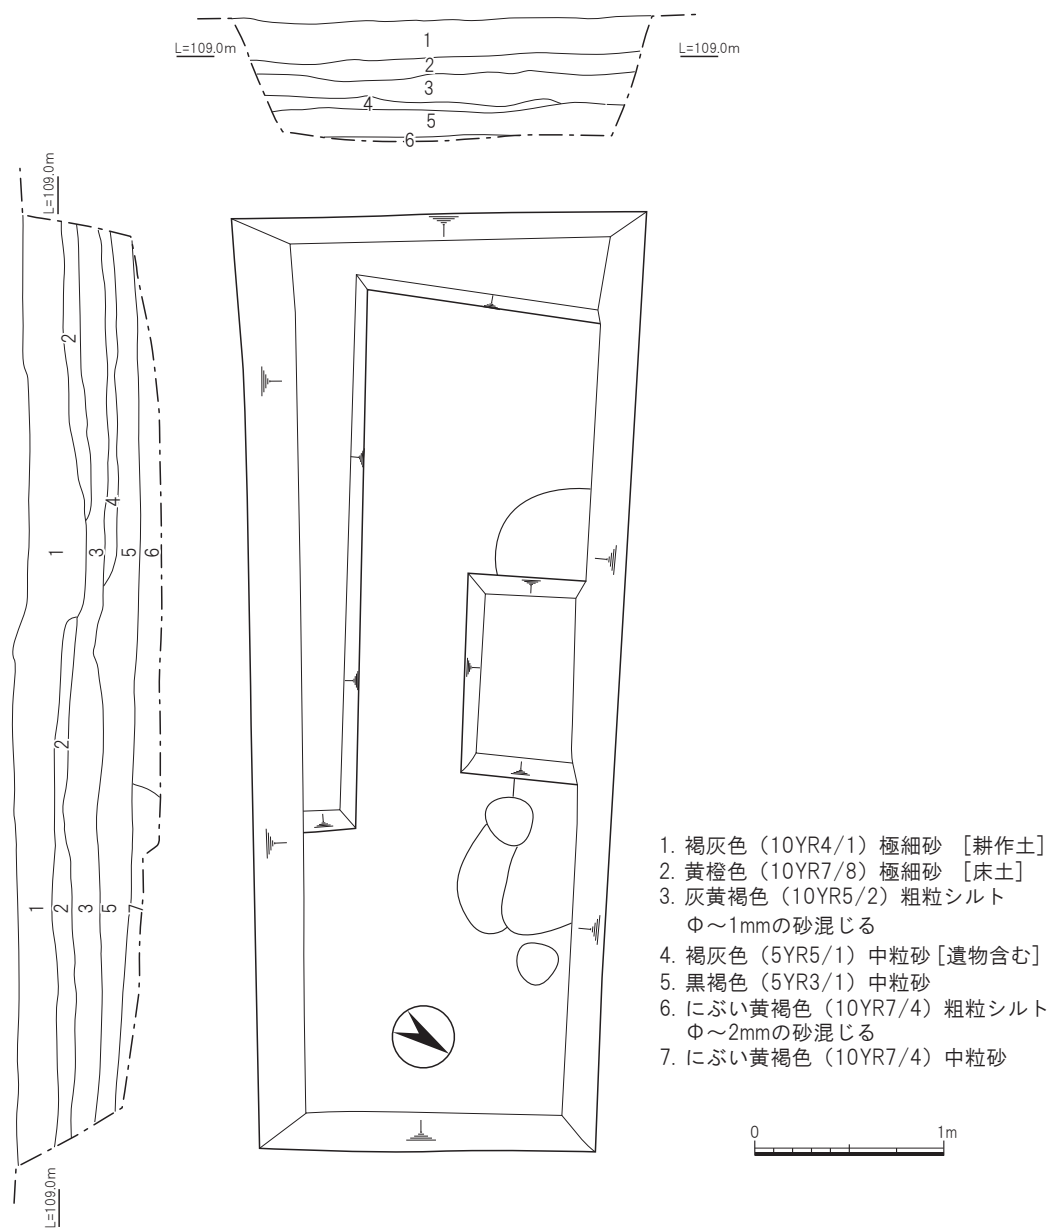 L=109.0m
L=109.0m
1
2
3
4
5
6
L=109.0m
2
4
1
3
5
6
2
1
2
3
5
7
L=109.0m
1. 褐灰色（10YR4/1）極細砂　[耕作土]
2. 黄橙色（10YR7/8）極細砂　[床土]
3. 灰黄褐色（10YR5/2）粗粒シルト
Φ～1mmの砂混じる
4. 褐灰色（5YR5/1）中粒砂 [遺物含む]
5. 黒褐色（5YR3/1）中粒砂
6. にぶい黄褐色（10YR7/4）粗粒シルト
Φ～2mmの砂混じる
7. にぶい黄褐色（10YR7/4）中粒砂
0 1m